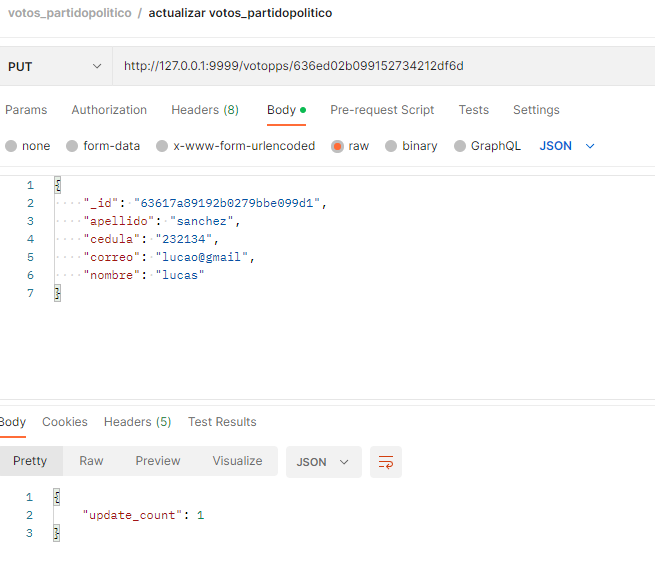 votos_partidopolitico / actualizar votos_partidopolitico
PUT http://127.0.0.1:9999/votopps/636ed02b099152734212df6d
Params Authorization Headers (8) Body Pre-request Script Tests Settings
none form-data x-www-form-urlencoded raw binary GraphQL JSON
1 {
2 "_id": "63617a89192b0279bbe099d1",
3 "apellido": "sanchez",
4 "cedula": "232134",
5 "correo": "lucao@gmail",
6 "nombre": "lucas"
7 }
Body Cookies Headers (5) Test Results
Pretty Raw Preview Visualize JSON
1 {
2 "update_count": 1
3 }